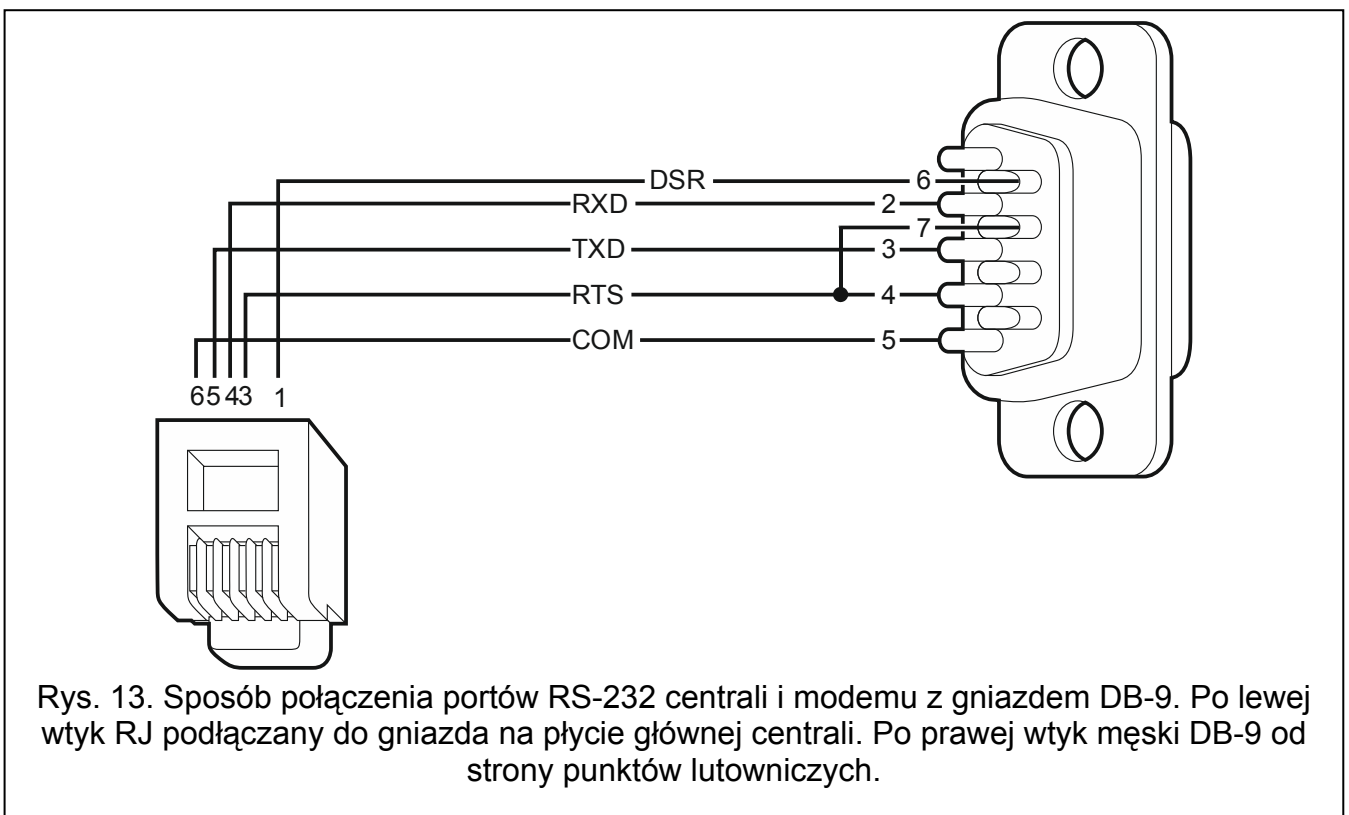 DSR 6
RXD 2
7
TXD 3
RTS 4
COM 5
6543 1
Rys. 13. Sposób połączenia portów RS-232 centrali i modemu z gniazdem DB-9. Po lewej
wtyk RJ podłączany do gniazda na płycie głównej centrali. Po prawej wtyk męski DB-9 od
strony punktów lutowniczych.